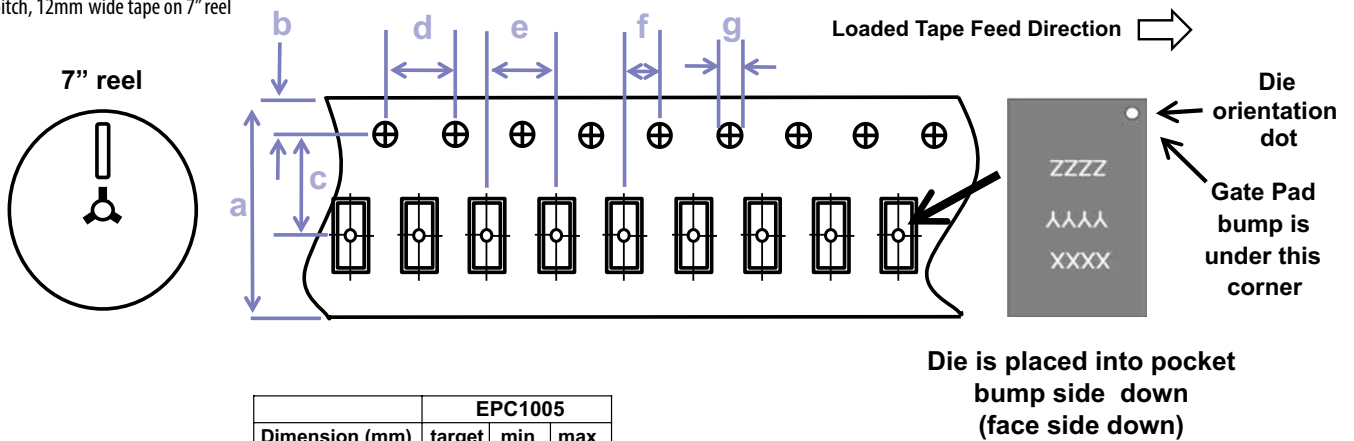 pitch, 12mm wide tape on 7” reel
7” reel
b
d
e
f
g
a
c
Loaded Tape Feed Direction
Die
orientation
dot
ZZZZ
YYYY
XXXX
Gate Pad
bump is
under this
corner
Die is placed into pocket
bump side down
(face side down)
EPC1005
Dimension (mm) target min max